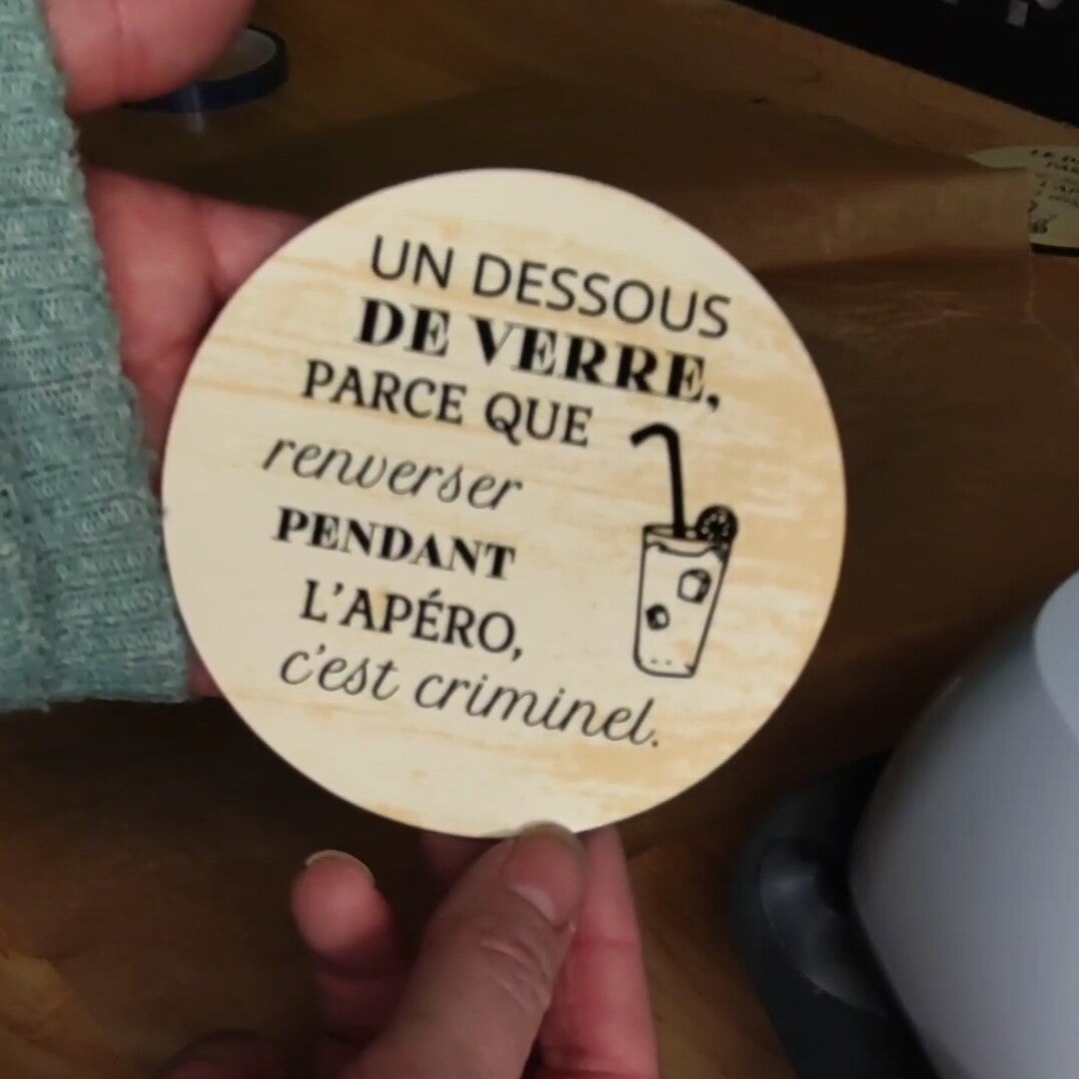 UN DESSOUS
DE VERRE,
PARCE QUE
renverser
PENDANT
L'APÉRO,
c'est criminel.